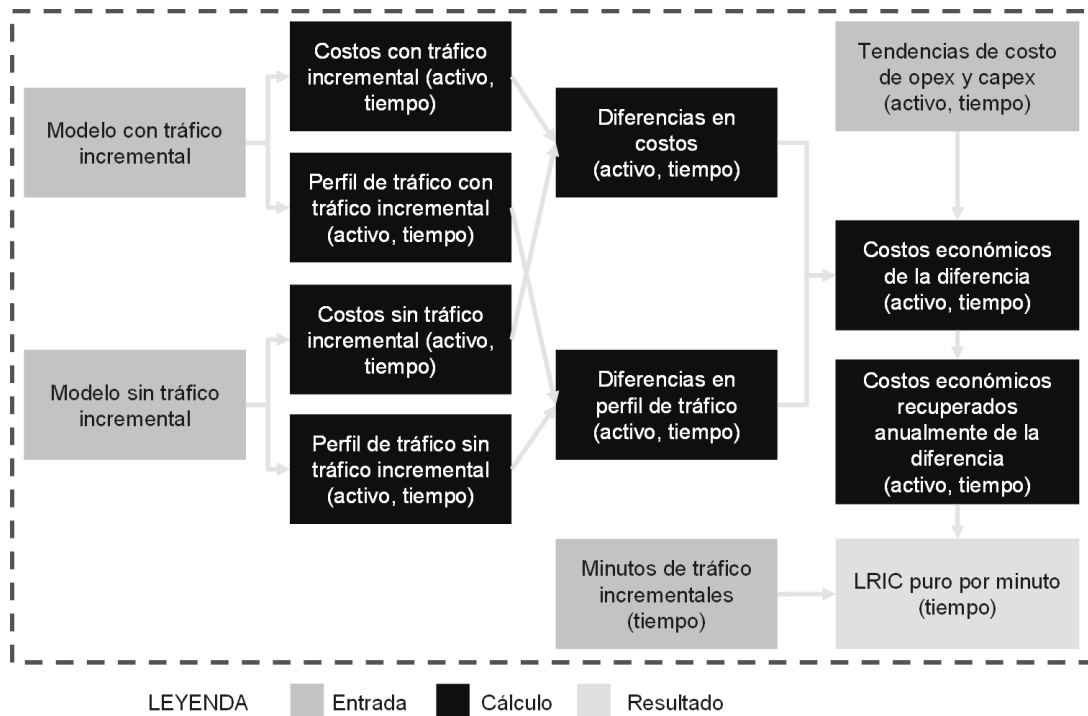 Modelo con tráfico
incremental
Costos con tráfico
incremental (activo,
tiempo)
Perfil de tráfico con
tráfico incremental
(activo, tiempo)
Modelo sin tráfico
incremental
Costos sin tráfico
incremental (activo,
tiempo)
Perfil de tráfico sin
tráfico incremental
(activo, tiempo)
Diferencias en
costos
(activo, tiempo)
Diferencias en
perfil de tráfico
(activo, tiempo)
Tendencias de costo
de opex y capex
(activo, tiempo)
Costos económicos
de la diferencia
(activo, tiempo)
Costos económicos
recuperados
anualmente de la
diferencia
(activo, tiempo)
Minutos de tráfico
incrementales
(tiempo)
LRIC puro por minuto
(tiempo)
LEYENDA Entrada Cálculo Resultado